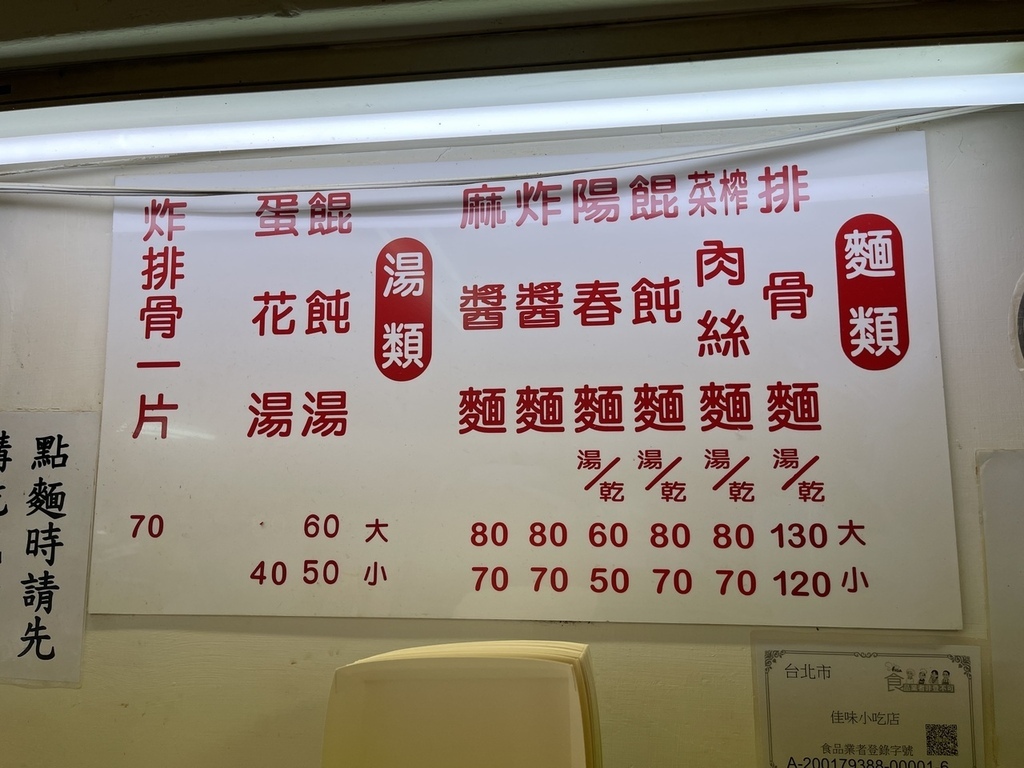 麵類
排骨麵 湯/乾 130 120
榨菜肉絲麵 湯/乾 80 70
餛飩麵 湯/乾 80 70
陽春麵 湯/乾 60 50
炸醬麵 80 70
麻醬麵 80 70
大 小
湯類
餛飩湯 60 50
蛋花湯 40
大 小
炸排骨一片 70
點麵時請先
台北市
食
佳味小吃店
食品業者登錄字號
A-200179388-00001-6